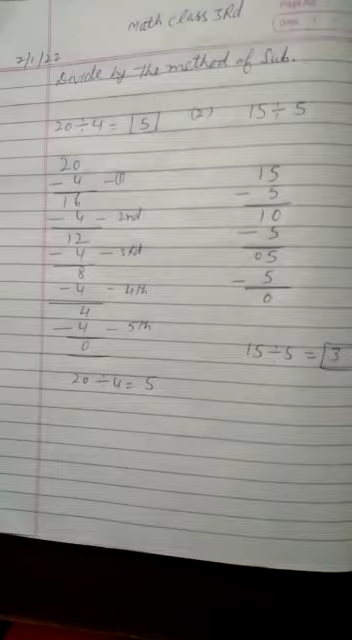 Math Class 3Rd
2/1/22
Divide by The method of Sub.
20 ÷ 4 = 5
20
- 4 - ①
16
- 4 - 2nd
12
- 4 - 3Rd
8
- 4 - 4th
4
- 4 - 5th
0
20 ÷ 4 = 5
(2) 15 ÷ 5
15
- 5
10
- 5
05
- 5
0
15 ÷ 5 = 3